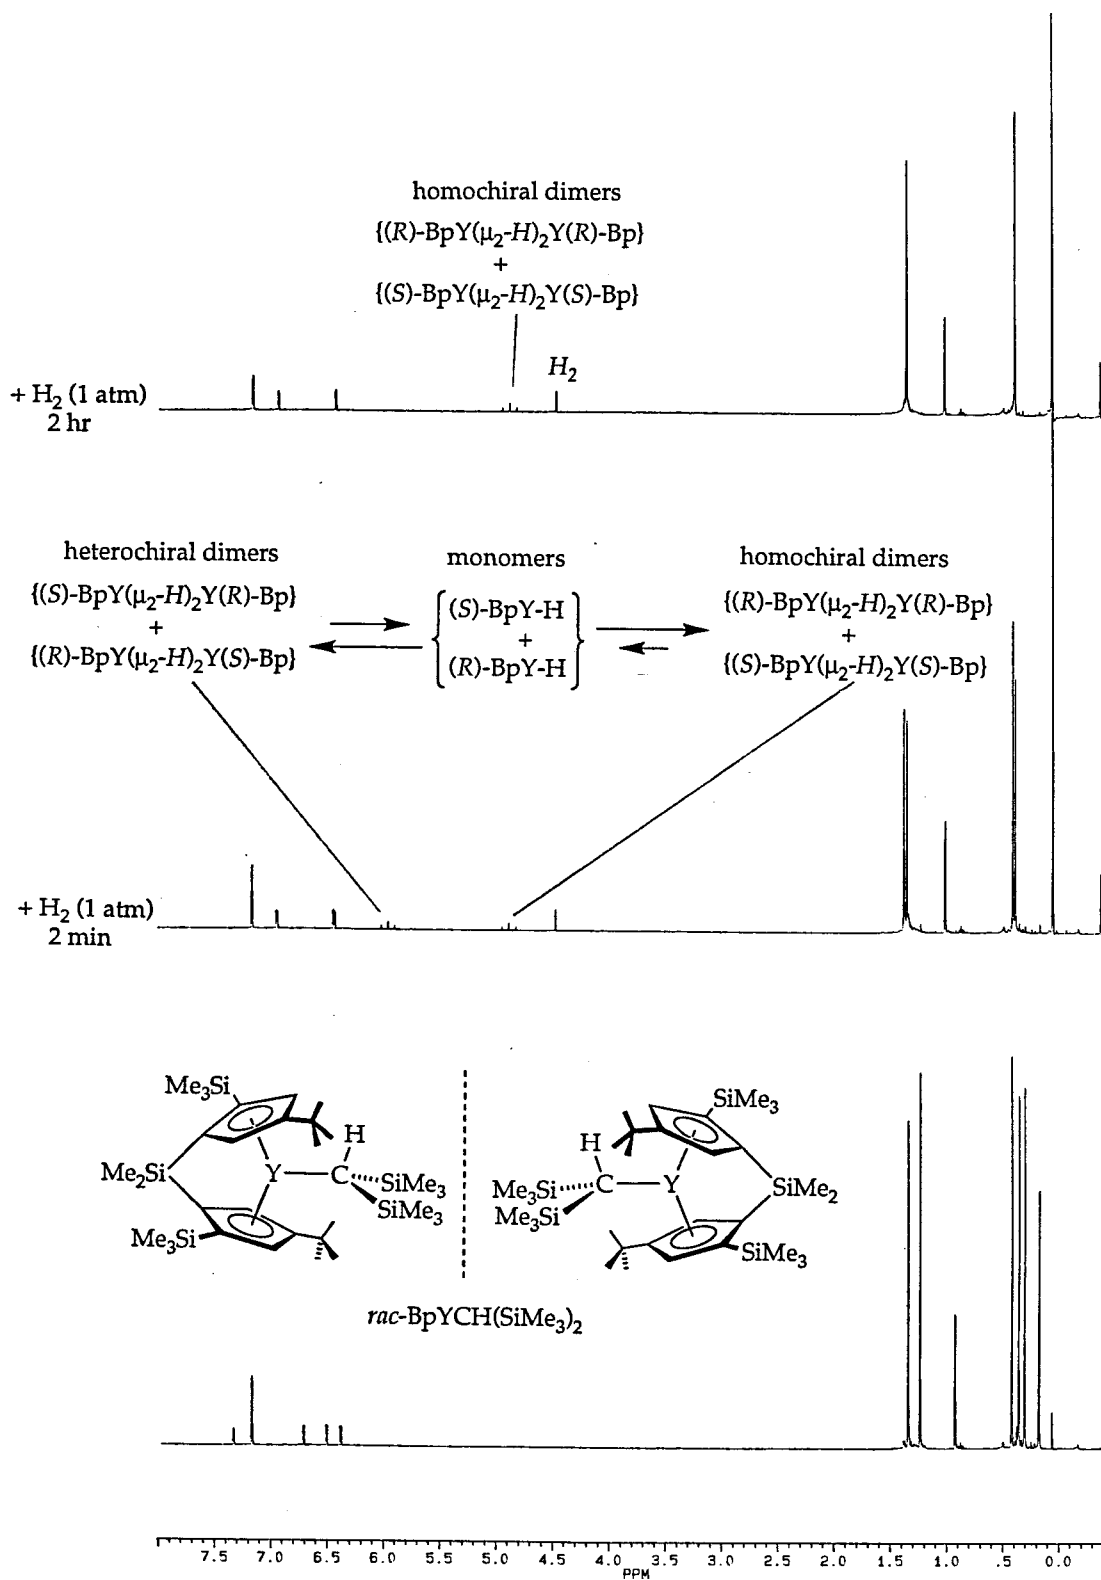 homochiral dimers
{(R)-BpY(μ₂-H)₂Y(R)-Bp}
+
{(S)-BpY(μ₂-H)₂Y(S)-Bp}
H₂
+ H₂ (1 atm)
2 hr
heterochiral dimers
{(S)-BpY(μ₂-H)₂Y(R)-Bp}
+
{(R)-BpY(μ₂-H)₂Y(S)-Bp}
monomers
(S)-BpY-H
+
(R)-BpY-H
homochiral dimers
{(R)-BpY(μ₂-H)₂Y(R)-Bp}
+
{(S)-BpY(μ₂-H)₂Y(S)-Bp}
+ H₂ (1 atm)
2 min
Me₃Si
H
Me₂Si
Y
C
SiMe₃
SiMe₃
Me₃Si
SiMe₃
H
Me₃Si
Me₃Si
C
Y
SiMe₂
SiMe₃
rac-BpYCH(SiMe₃)₂
7.5 7.0 6.5 6.0 5.5 5.0 4.5 4.0 3.5 3.0 2.5 2.0 1.5 1.0 .5 0.0
PPM